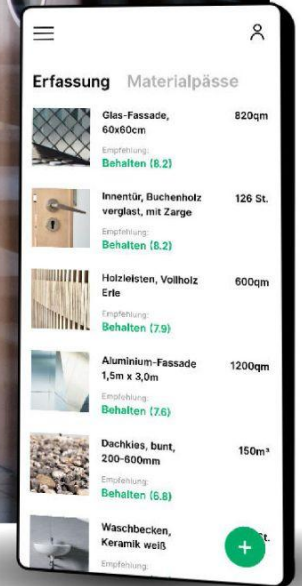 Erfassung Materialpässe
Glas-Fassade, 820qm
60x60cm
Empfehlung:
Behalten (8.2)
Innentür, Buchenholz 126 St.
verglast, mit Zarge
Empfehlung:
Behalten (8.2)
Holzleisten, Vollholz 600qm
Erle
Empfehlung:
Behalten (7.9)
Aluminium-Fassade 1200qm
1,5m x 3,0m
Empfehlung:
Behalten (7.6)
Dachkies, bunt, 150m³
200-600mm
Empfehlung:
Behalten (6.8)
Waschbecken, St.
Keramik weiß
Empfehlung: